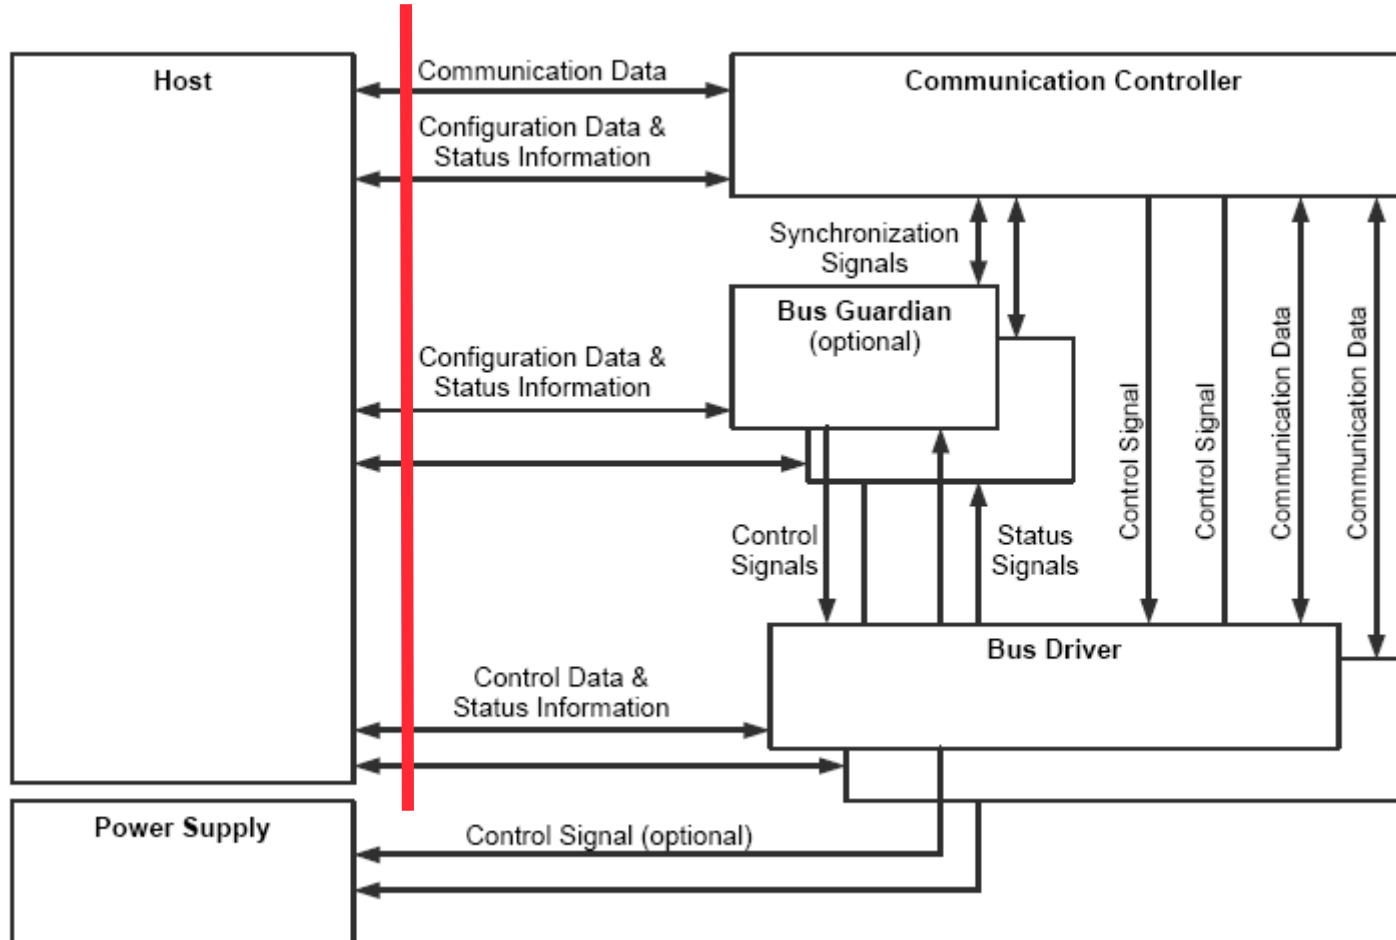 Host
Communication Data
Communication Controller
Configuration Data &
Status Information
Synchronization
Signals
Bus Guardian
(optional)
Configuration Data &
Status Information
Control Signal
Control Signal
Communication Data
Communication Data
Control
Signals
Status
Signals
Bus Driver
Control Data &
Status Information
Power Supply
Control Signal (optional)